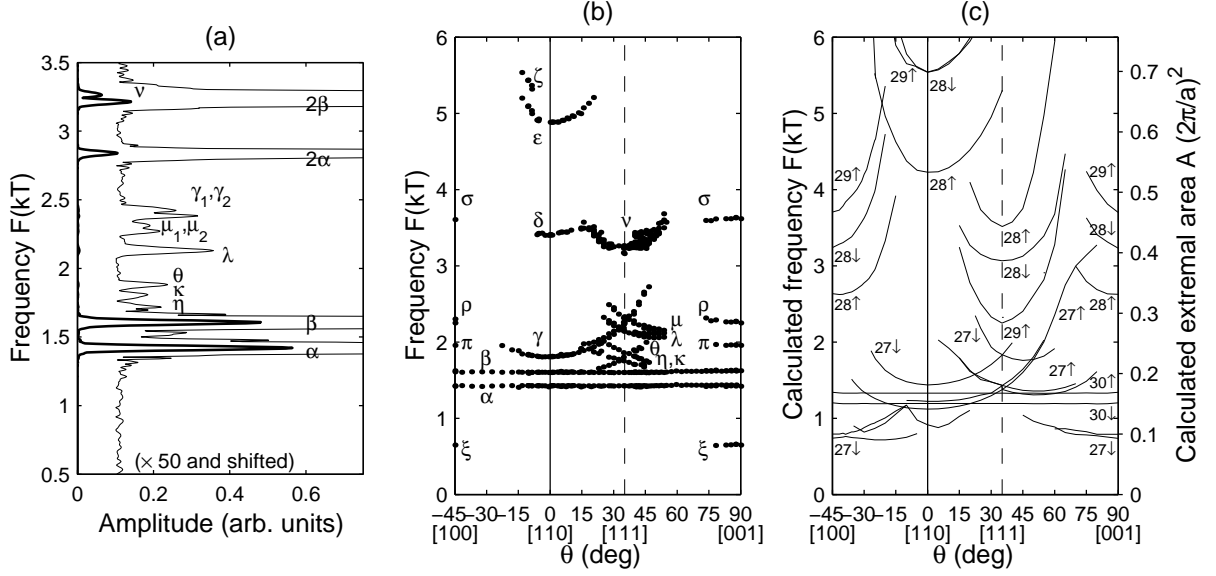 (a)
3.5
3
2.5
2
1.5
1
0.5
Frequency F(kT)
ν
2β
2α
γ1,γ2
μ1,μ2
λ
θ
κ
η
β
α
(× 50 and shifted)
0 0.2 0.4 0.6
Amplitude (arb. units)
(b)
6
5
4
3
2
1
0
Frequency F(kT)
ζ
ε
σ δ ν σ
ρ μ ρ
π γ λ π
β θ
η,κ
α
ξ ξ
−45 −30 −15 0 15 30 45 60 75 90
[100] [110] [111] [001]
θ (deg)
(c)
6
5
4
3
2
1
0
Calculated frequency F(kT)
29↑ 28↓
29↑ 28↑ 29↑
28↓ 28↑ 28↓
28↑ 28↓ 27↓ 28↑
27↓ 27↓ 29↑
27↑
30↑
30↓
27↓ 27↓
0.7
0.6
0.5
0.4
0.3
0.2
0.1
0
Calculated extremal area A (2π/a)²
−45 −30 −15 0 15 30 45 60 75 90
[100] [110] [111] [001]
θ (deg)